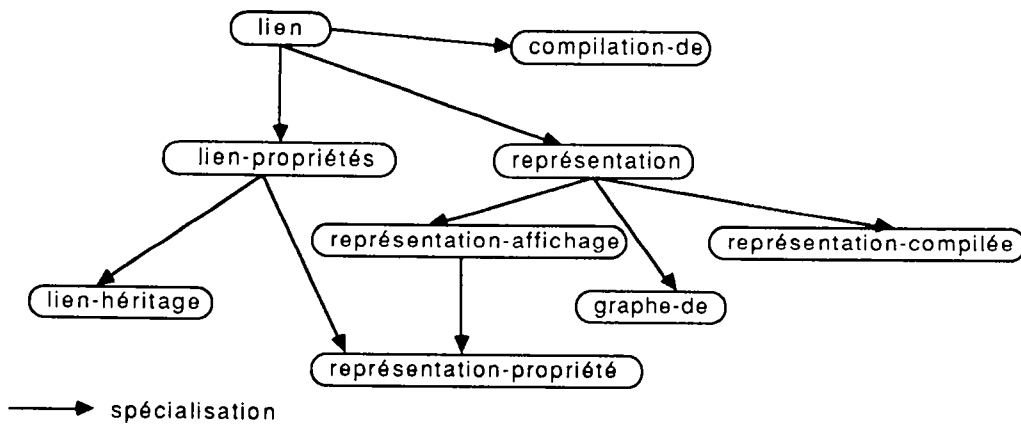 lien
compilation-de
lien-propriétés
représentation
représentation-affichage
représentation-compilée
lien-héritage
graphe-de
représentation-propriété
spécialisation